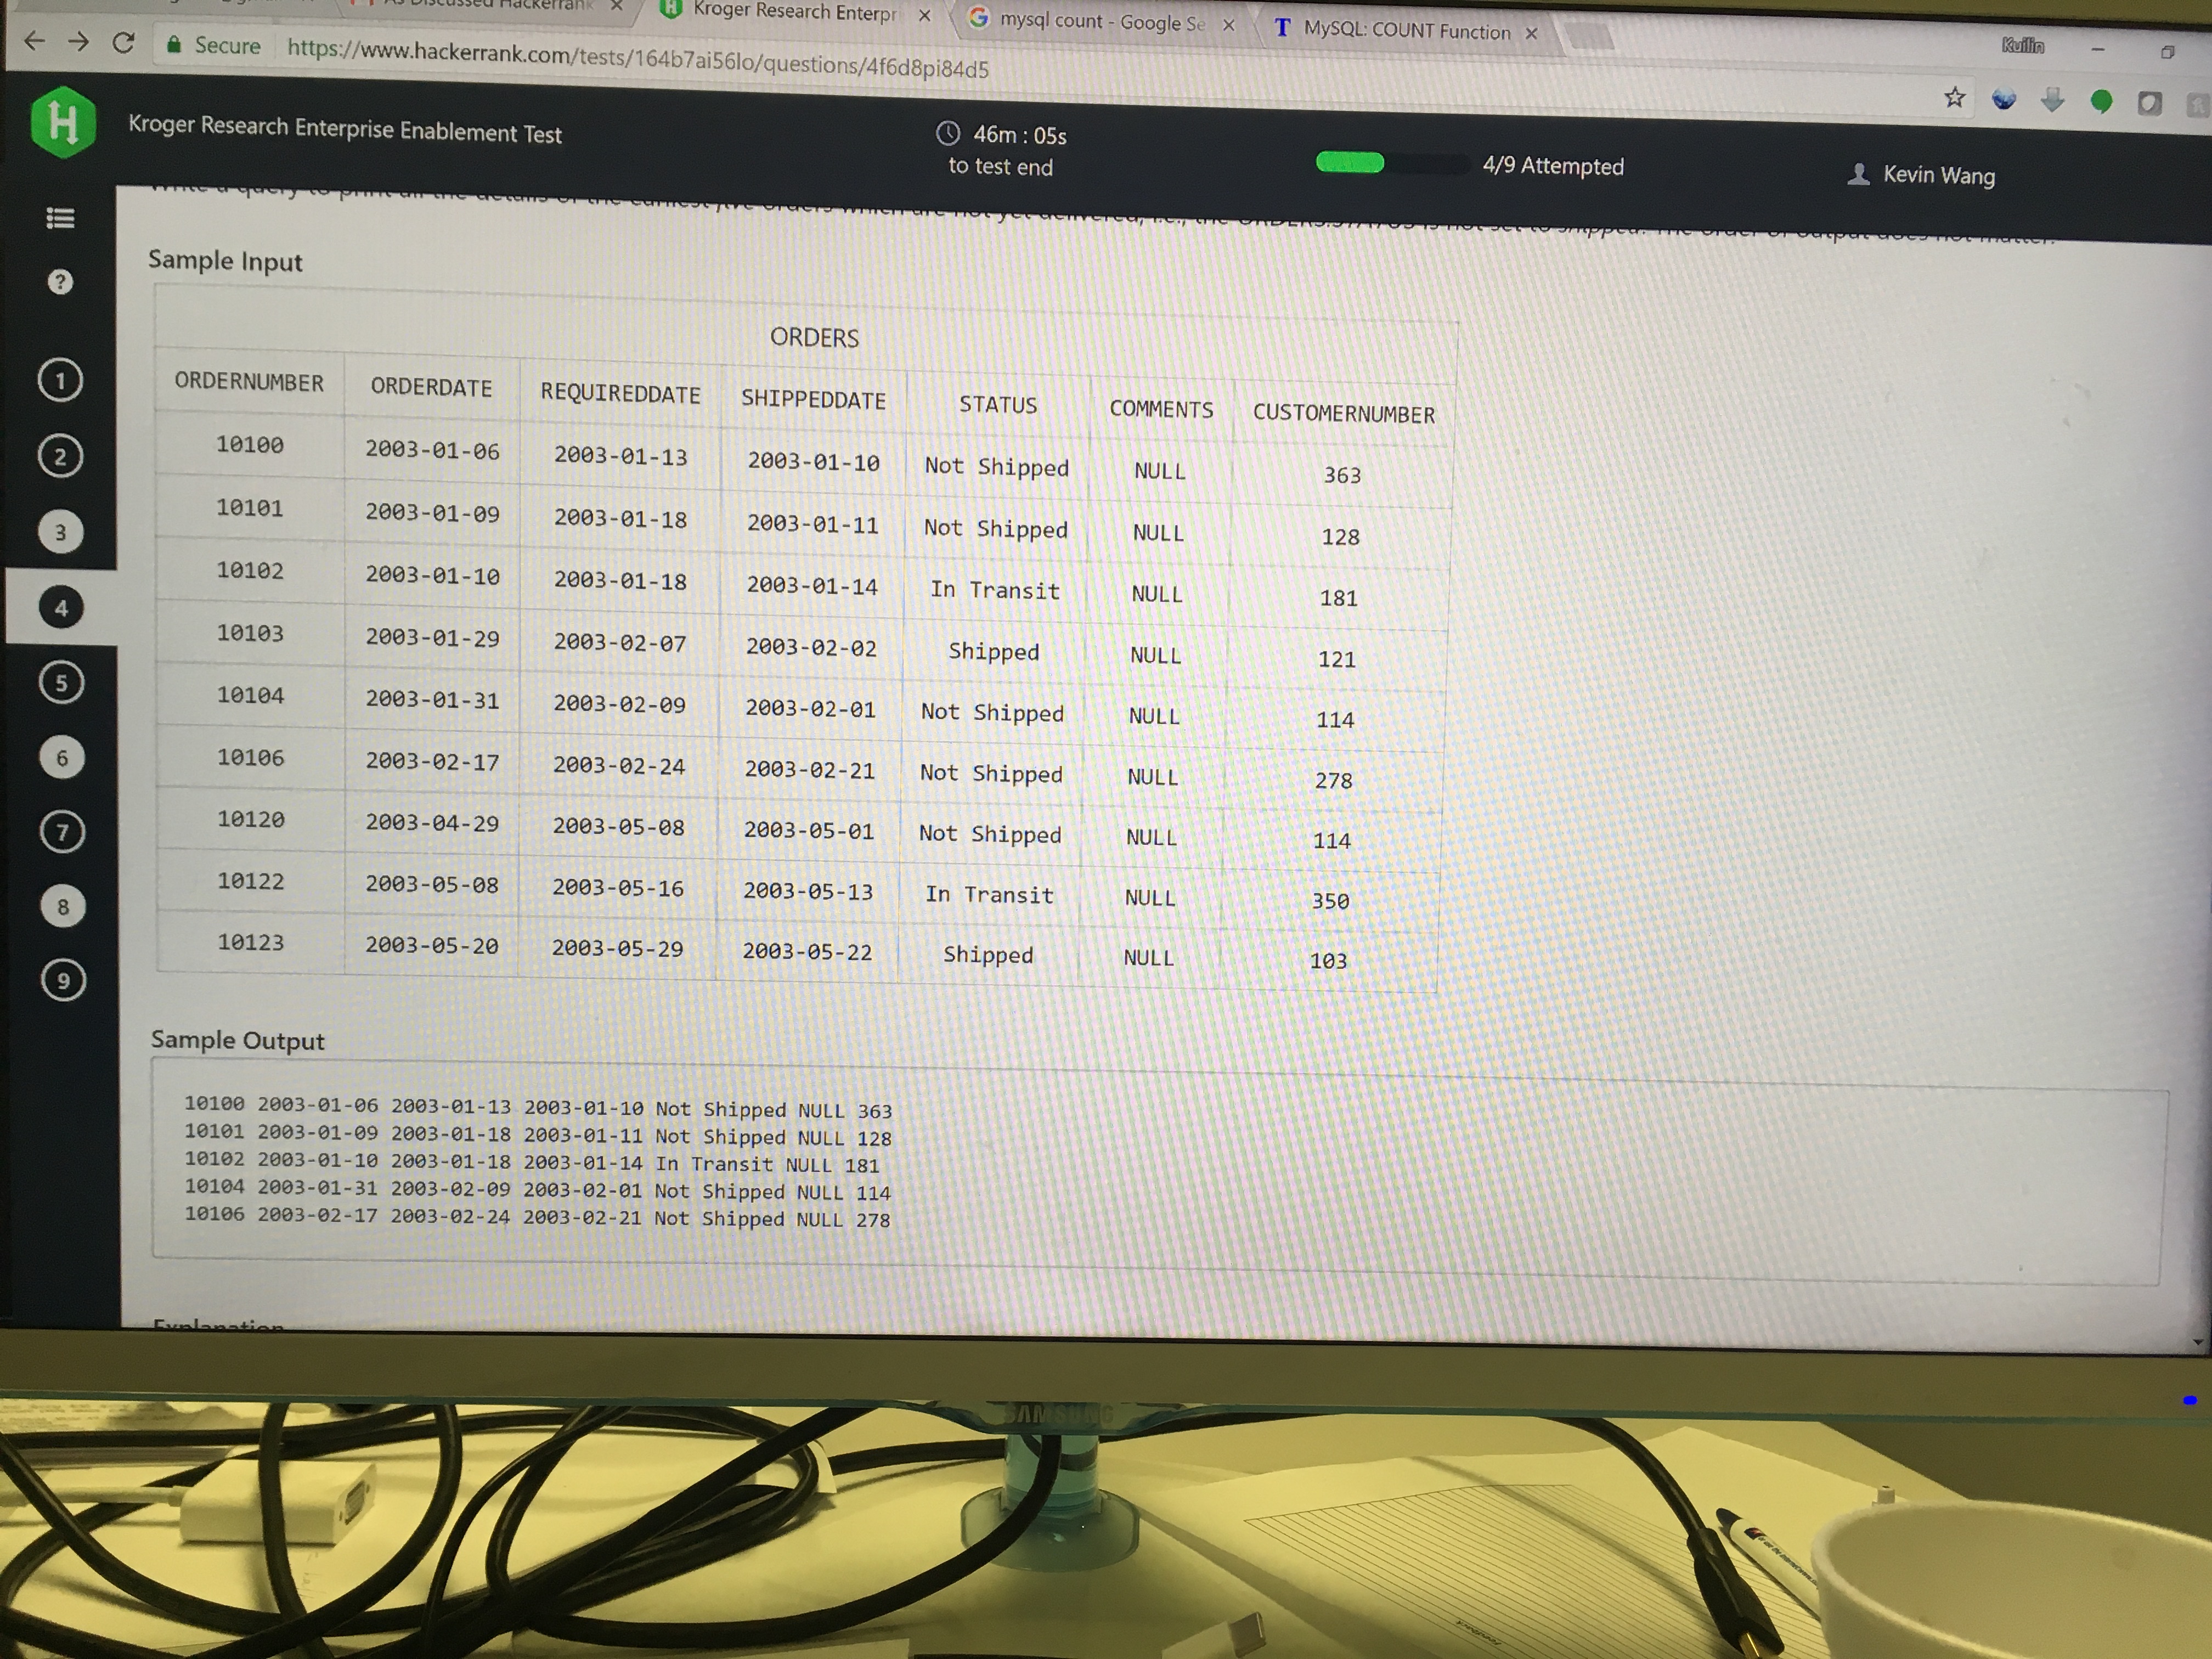 As Discussed Hackerrank
Kroger Research Enterpr
mysql count - Google Se
T MySQL: COUNT Function
Kuilin
Secure https://www.hackerrank.com/tests/164b7ai56lo/questions/4f6d8pi84d5
H
Kroger Research Enterprise Enablement Test
46m : 05s
to test end
4/9 Attempted
Kevin Wang
Write a query to print all the details of the earliest five orders which are not yet delivered, i.e., the ORDERS.STATUS is not set to shipped. The order of output does not matter.
Sample Input
ORDERS
ORDERNUMBER ORDERDATE REQUIREDDATE SHIPPEDDATE STATUS COMMENTS CUSTOMERNUMBER
10100 2003-01-06 2003-01-13 2003-01-10 Not Shipped NULL 363
10101 2003-01-09 2003-01-18 2003-01-11 Not Shipped NULL 128
10102 2003-01-10 2003-01-18 2003-01-14 In Transit NULL 181
10103 2003-01-29 2003-02-07 2003-02-02 Shipped NULL 121
10104 2003-01-31 2003-02-09 2003-02-01 Not Shipped NULL 114
10106 2003-02-17 2003-02-24 2003-02-21 Not Shipped NULL 278
10120 2003-04-29 2003-05-08 2003-05-01 Not Shipped NULL 114
10122 2003-05-08 2003-05-16 2003-05-13 In Transit NULL 350
10123 2003-05-20 2003-05-29 2003-05-22 Shipped NULL 103
?
1
2
3
4
5
6
7
8
9
Sample Output
10100 2003-01-06 2003-01-13 2003-01-10 Not Shipped NULL 363
10101 2003-01-09 2003-01-18 2003-01-11 Not Shipped NULL 128
10102 2003-01-10 2003-01-18 2003-01-14 In Transit NULL 181
10104 2003-01-31 2003-02-09 2003-02-01 Not Shipped NULL 114
10106 2003-02-17 2003-02-24 2003-02-21 Not Shipped NULL 278
Explanation
SAMSUNG